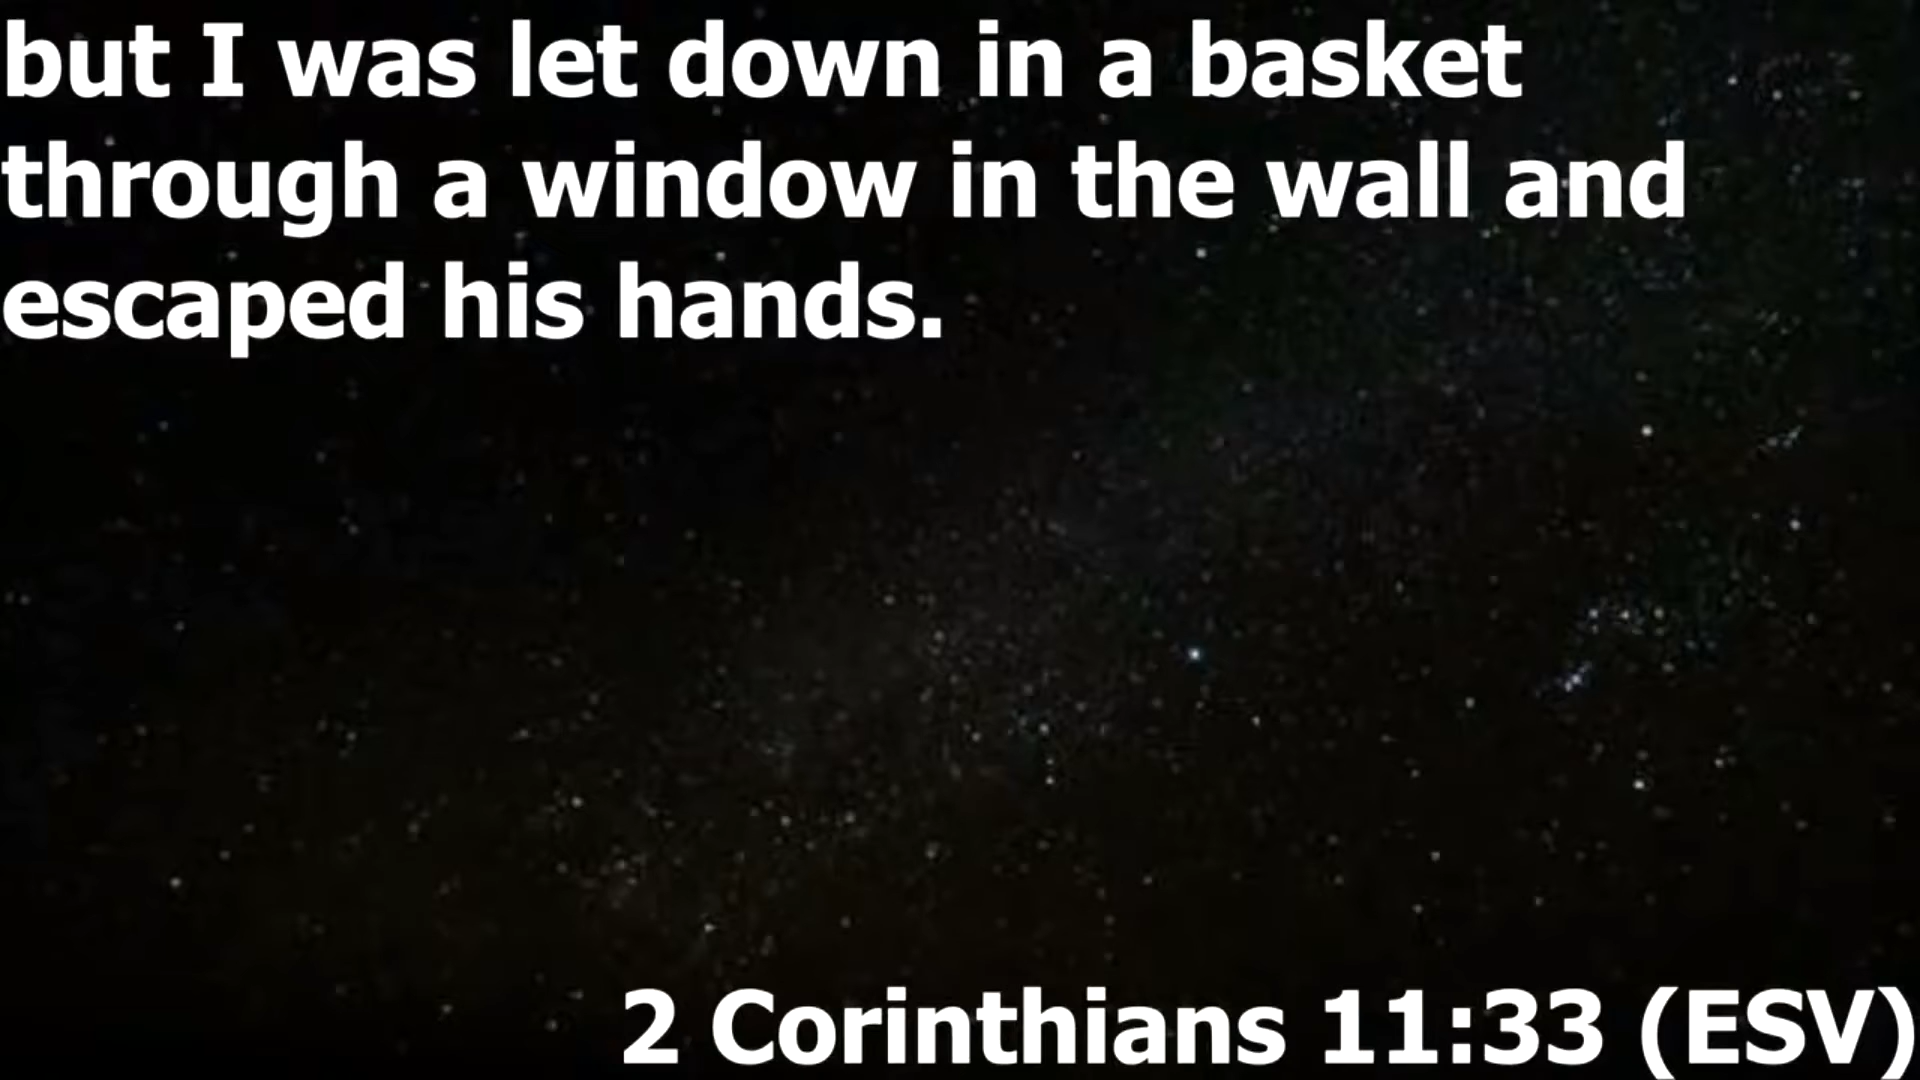 but I was let down in a basket
through a window in the wall and
escaped his hands.
2 Corinthians 11:33 (ESV)